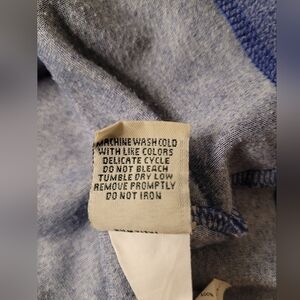 MACHINE WASH COLD
WITH LIKE COLORS
DELICATE CYCLE
DO NOT BLEACH
TUMBLE DRY LOW
REMOVE PROMPTLY
DO NOT IRON